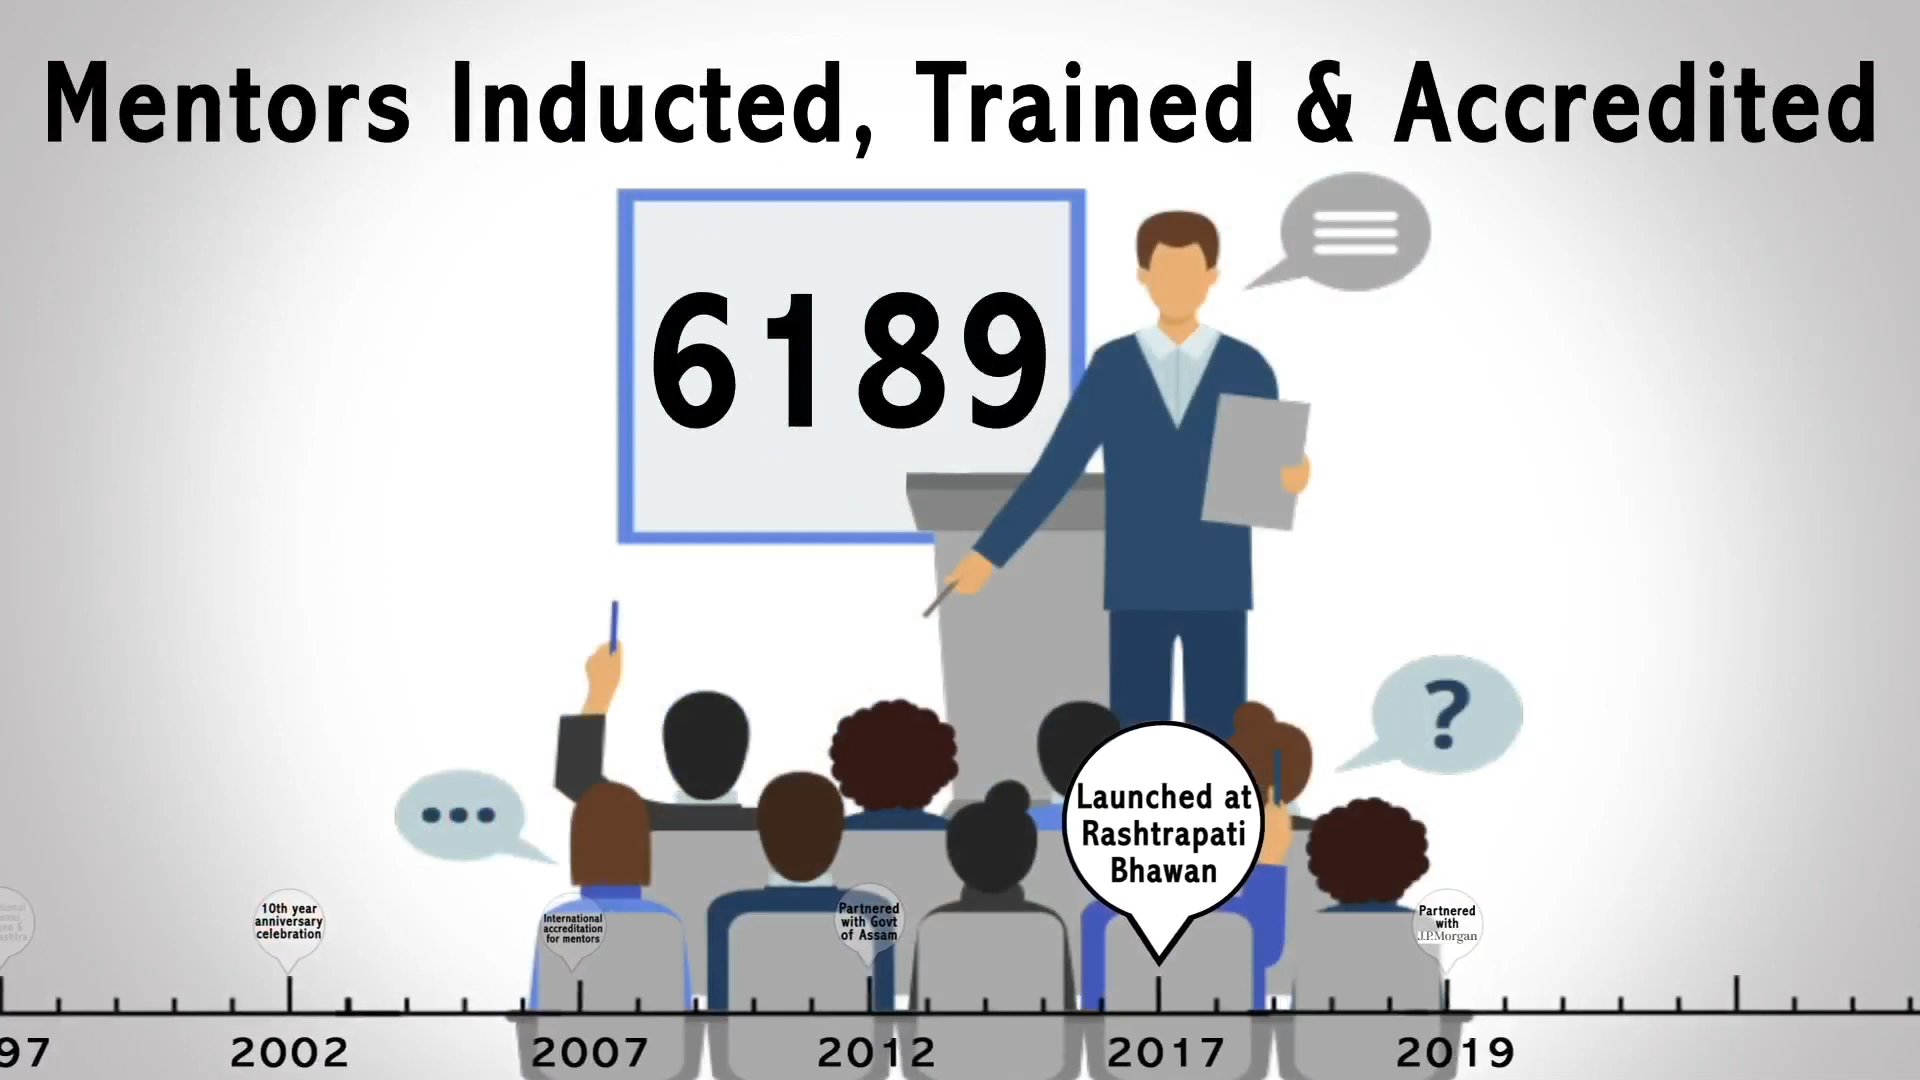 Mentors Inducted, Trained & Accredited
6189
?
Launched at
Rashtrapati
Bhawan
10th year
anniversary
celebration
International
accreditation
for mentors
Partnered
with Govt
of Assam
Partnered
with
J.P.Morgan
97
2002
2007
2012
2017
2019